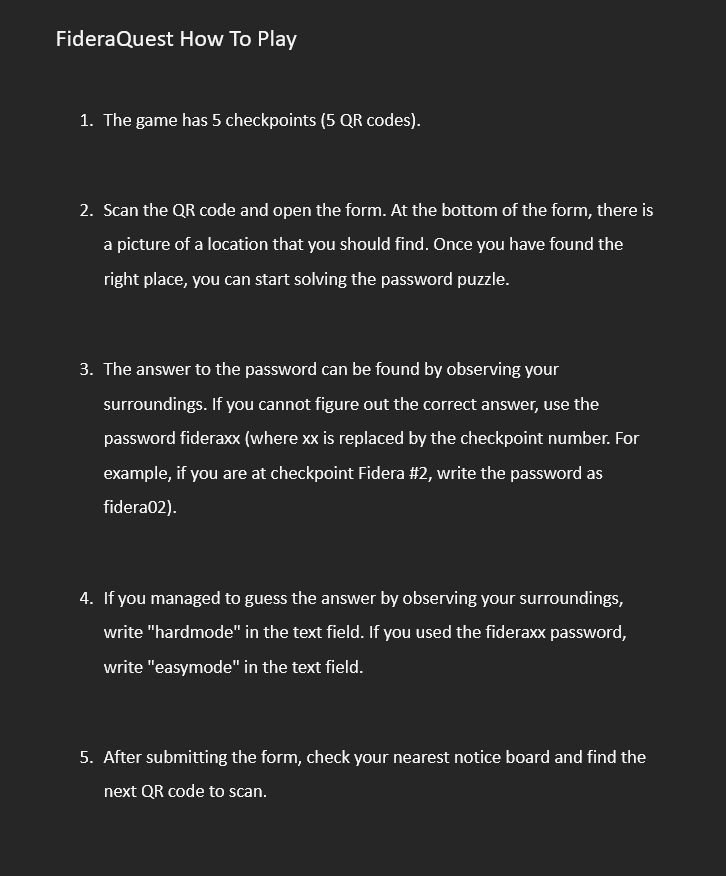 FideraQuest How To Play
1. The game has 5 checkpoints (5 QR codes).
2. Scan the QR code and open the form. At the bottom of the form, there is
a picture of a location that you should find. Once you have found the
right place, you can start solving the password puzzle.
3. The answer to the password can be found by observing your
surroundings. If you cannot figure out the correct answer, use the
password fideraxx (where xx is replaced by the checkpoint number. For
example, if you are at checkpoint Fidera #2, write the password as
fidera02).
4. If you managed to guess the answer by observing your surroundings,
write "hardmode" in the text field. If you used the fideraxx password,
write "easymode" in the text field.
5. After submitting the form, check your nearest notice board and find the
next QR code to scan.